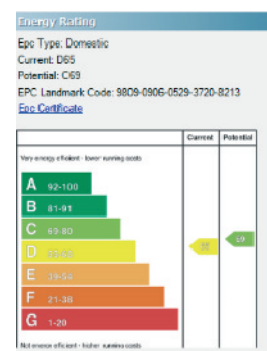 Energy Rating
Epc Type: Domestic
Current: D65
Potential: C69
EPC Landmark Code: 9809-0906-0529-3720-8213
Epc Certificate
Current Potential
Very energy efficient - lower running costs
A 92-100
B 81-91
C 69-80
D
E 39-54
F 21-38
G 1-20
69
Not energy efficient - higher running costs